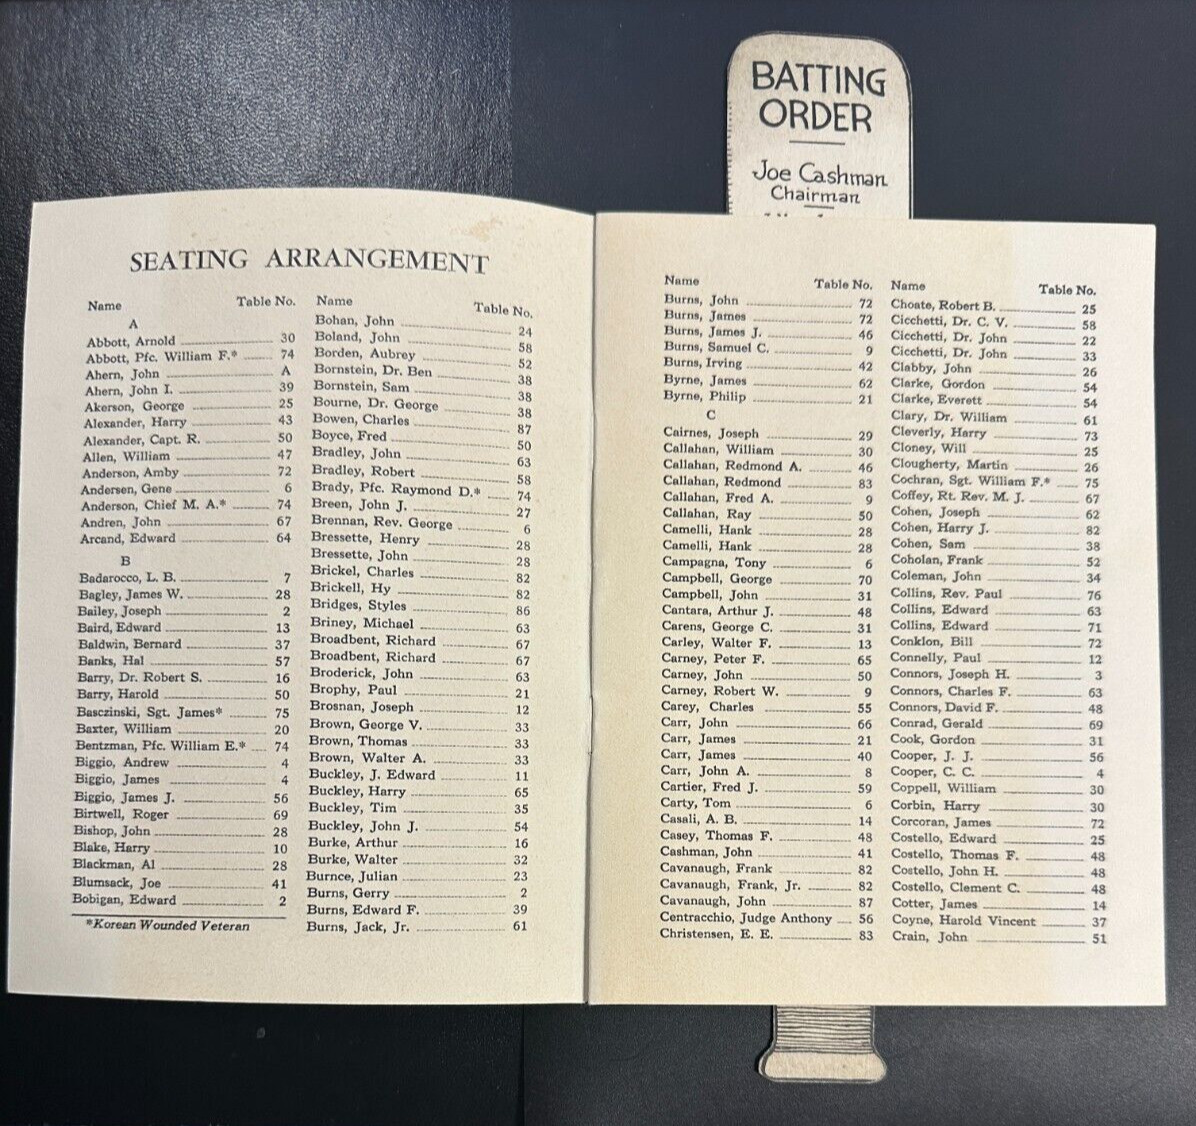 BATTING
ORDER
Joe Cashman
Chairman
SEATING ARRANGEMENT
Name Table No.
A
Abbott, Arnold 30
Abbott, Pfc. William F.* 74
Ahern, John A
Ahern, John I. 39
Akerson, George 25
Alexander, Harry 43
Alexander, Capt. R. 50
Allen, William 47
Anderson, Amby 72
Andersen, Gene 6
Anderson, Chief M. A.* 74
Andren, John 67
Arcand, Edward 64
B
Badarocco, L. B. 7
Bagley, James W. 28
Bailey, Joseph 2
Baird, Edward 13
Baldwin, Bernard 37
Banks, Hal 57
Barry, Dr. Robert S. 16
Barry, Harold 50
Basczinski, Sgt. James* 75
Baxter, William 20
Bentzman, Pfc. William E.* 74
Biggio, Andrew 4
Biggio, James 4
Biggio, James J. 56
Birtwell, Roger 69
Bishop, John 28
Blake, Harry 10
Blackman, Al 28
Blumsack, Joe 41
Bobigan, Edward 2
*Korean Wounded Veteran
Name Table No.
Bohan, John 24
Boland, John 58
Borden, Aubrey 52
Bornstein, Dr. Ben 38
Bornstein, Sam 38
Bourne, Dr. George 38
Bowen, Charles 87
Boyce, Fred 50
Bradley, John 63
Bradley, Robert 58
Brady, Pfc. Raymond D.* 74
Breen, John J. 27
Brennan, Rev. George 6
Bressette, Henry 28
Bressette, John 28
Brickel, Charles 82
Brickell, Hy 82
Bridges, Styles 86
Briney, Michael 63
Broadbent, Richard 67
Broadbent, Richard 67
Broderick, John 63
Brophy, Paul 21
Brosnan, Joseph 12
Brown, George V. 33
Brown, Thomas 33
Brown, Walter A. 33
Buckley, J. Edward 11
Buckley, Harry 65
Buckley, Tim 35
Buckley, John J. 54
Burke, Arthur 16
Burke, Walter 32
Burnce, Julian 23
Burns, Gerry 2
Burns, Edward F. 39
Burns, Jack, Jr. 61
Name Table No.
Burns, John 72
Burns, James 72
Burns, James J. 46
Burns, Samuel C. 9
Burns, Irving 42
Byrne, James 62
Byrne, Philip 21
C
Cairnes, Joseph 29
Callahan, William 30
Callahan, Redmond A. 46
Callahan, Redmond 83
Callahan, Fred A. 9
Callahan, Ray 50
Camelli, Hank 28
Camelli, Hank 28
Campagna, Tony 6
Campbell, George 70
Campbell, John 31
Cantara, Arthur J. 48
Carens, George C. 31
Carley, Walter F. 13
Carney, Peter F. 65
Carney, John 50
Carney, Robert W. 9
Carey, Charles 55
Carr, John 66
Carr, James 21
Carr, James 40
Carr, John A. 8
Cartier, Fred J. 59
Carty, Tom 6
Casali, A. B. 14
Casey, Thomas F. 48
Cashman, John 41
Cavanaugh, Frank 82
Cavanaugh, Frank, Jr. 82
Cavanaugh, John 87
Centracchio, Judge Anthony 56
Christensen, E. E. 83
Name Table No.
Choate, Robert B. 25
Cicchetti, Dr. C. V. 58
Cicchetti, Dr. John 22
Cicchetti, Dr. John 33
Clabby, John 26
Clarke, Gordon 54
Clarke, Everett 54
Clary, Dr. William 61
Cleverly, Harry 73
Cloney, Will 25
Clougherty, Martin 26
Cochran, Sgt. William F.* 75
Coffey, Rt. Rev. M. J. 67
Cohen, Joseph 62
Cohen, Harry J. 82
Cohen, Sam 38
Coholan, Frank 52
Coleman, John 34
Collins, Rev. Paul 76
Collins, Edward 63
Collins, Edward 71
Conklon, Bill 72
Connelly, Paul 12
Connors, Joseph H. 3
Connors, Charles F. 63
Connors, David F. 48
Conrad, Gerald 69
Cook, Gordon 31
Cooper, J. J. 56
Cooper, C. C. 4
Coppell, William 30
Corbin, Harry 30
Corcoran, James 72
Costello, Edward 25
Costello, Thomas F. 48
Costello, John H. 48
Costello, Clement C. 48
Cotter, James 14
Coyne, Harold Vincent 37
Crain, John 51